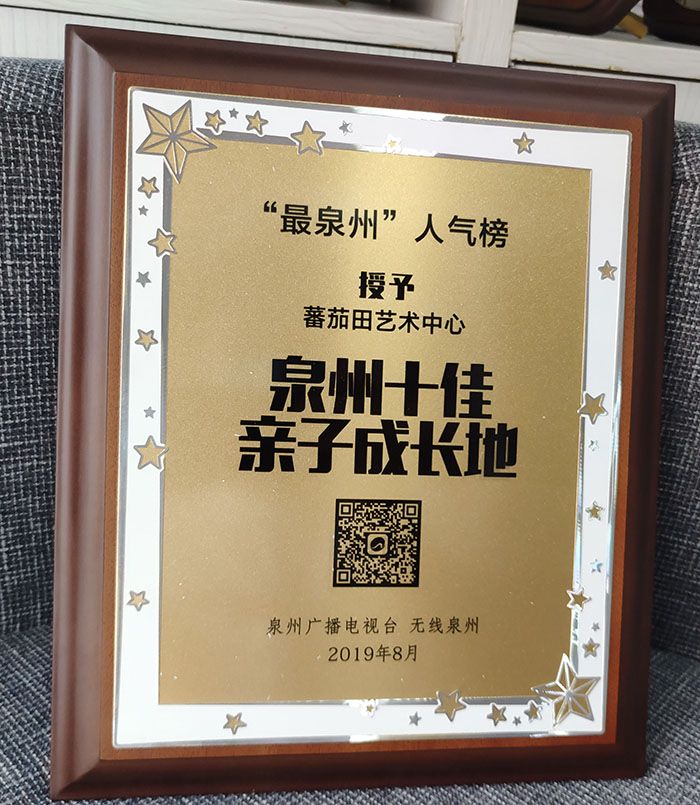 “最泉州”人气榜
授予
蕃茄田艺术中心
泉州十佳
亲子成长地
泉州广播电视台 无线泉州
2019年8月